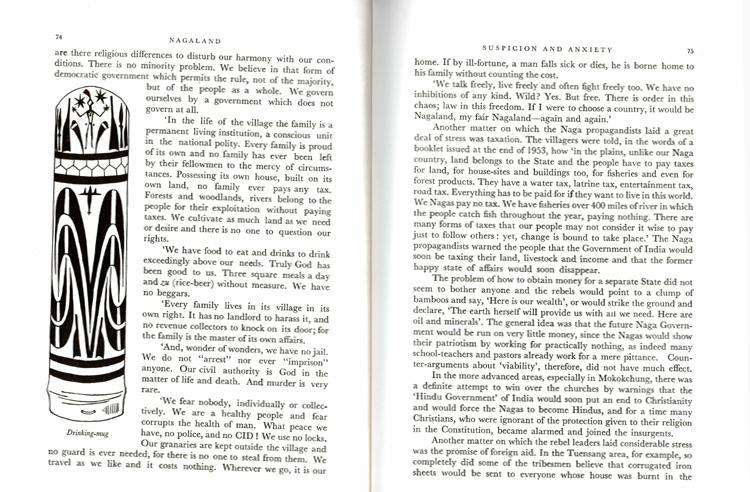 74
NAGALAND
are there religious differences to disturb our harmony with our con-
ditions. There is no minority problem. We believe in that form of
democratic government which permits the rule, not of the majority,
but of the people as a whole. We govern
ourselves by a government which does not
govern at all.
'In the life of the village the family is a
permanent living institution, a conscious unit
in the national polity. Every family is proud
of its own and no family has ever been left
by their fellowmen to the mercy of circums-
tances. Possessing its own house, built on its
own land, no family ever pays any tax.
Forests and woodlands, rivers belong to the
people for their exploitation without paying
taxes. We cultivate as much land as we need
or desire and there is no one to question our
rights.
'We have food to eat and drinks to drink
exceedingly above our needs. Truly God has
been good to us. Three square meals a day
and zu (rice-beer) without measure. We have
no beggars.
'Every family lives in its village in its
own right. It has no landlord to harass it, and
no revenue collectors to knock on its door; for
the family is the master of its own affairs.
'And, wonder of wonders, we have no jail.
We do not "arrest" nor ever "imprison"
anyone. Our civil authority is God in the
matter of life and death. And murder is very
rare.
'We fear nobody, individually or collec-
tively. We are a healthy people and fear
corrupts the health of man. What peace we
have, no police, and no CID! We use no locks.
Our granaries are kept outside the village and
no guard is ever needed, for there is no one to steal from them. We
travel as we like and it costs nothing. Wherever we go, it is our
Drinking-mug
SUSPICION AND ANXIETY
75
home. If by ill-fortune, a man falls sick or dies, he is borne home to
his family without counting the cost.
'We talk freely, live freely and often fight freely too. We have no
inhibitions of any kind. Wild? Yes. But free. There is order in this
chaos; law in this freedom. If I were to choose a country, it would be
Nagaland, my fair Nagaland—again and again.'
Another matter on which the Naga propagandists laid a great
deal of stress was taxation. The villagers were told, in the words of a
booklet issued at the end of 1953, how 'in the plains, unlike our Naga
country, land belongs to the State and the people have to pay taxes
for land, for house-sites and buildings too, for fisheries and even for
forest products. They have a water tax, latrine tax, entertainment tax,
road tax. Everything has to be paid for if they want to live in this world.
We Nagas pay no tax. We have fisheries over 400 miles of river in which
the people catch fish throughout the year, paying nothing. There are
many forms of taxes that our people may not consider it wise to pay
just to follow others: yet, change is bound to take place.' The Naga
propagandists warned the people that the Government of India would
soon be taxing their land, livestock and income and that the former
happy state of affairs would soon disappear.
The problem of how to obtain money for a separate State did not
seem to bother anyone and the rebels would point to a clump of
bamboos and say, 'Here is our wealth', or would strike the ground and
declare, 'The earth herself will provide us with all we need. Here are
oil and minerals'. The general idea was that the future Naga Govern-
ment would be run on very little money, since the Nagas would show
their patriotism by working for practically nothing, as indeed many
school-teachers and pastors already work for a mere pittance. Coun-
ter-arguments about 'viability', therefore, did not have much effect.
In the more advanced areas, especially in Mokokchung, there was
a definite attempt to win over the churches by warnings that the
'Hindu Government' of India would soon put an end to Christianity
and would force the Nagas to become Hindus, and for a time many
Christians, who were ignorant of the protection given to their religion
in the Constitution, became alarmed and joined the insurgents.
Another matter on which the rebel leaders laid considerable stress
was the promise of foreign aid. In the Tuensang area, for example, so
completely did some of the tribesmen believe that corrugated iron
sheets would be sent to everyone whose house was burnt in the